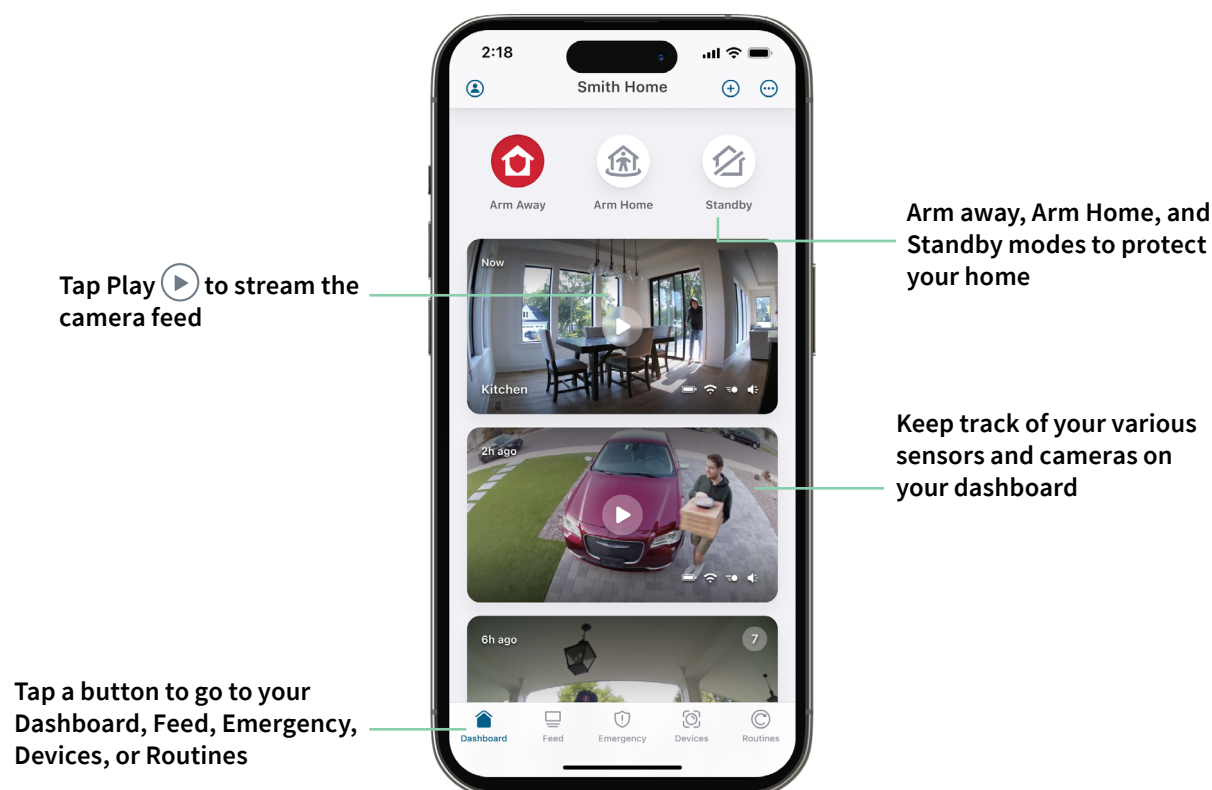 2:18
Smith Home
Arm Away
Arm Home
Standby
Arm away, Arm Home, and
Standby modes to protect
your home
Now
Tap Play to stream the
camera feed
Kitchen
2h ago
Keep track of your various
sensors and cameras on
your dashboard
6h ago
7
Tap a button to go to your
Dashboard, Feed, Emergency,
Devices, or Routines
Dashboard
Feed
Emergency
Devices
Routines